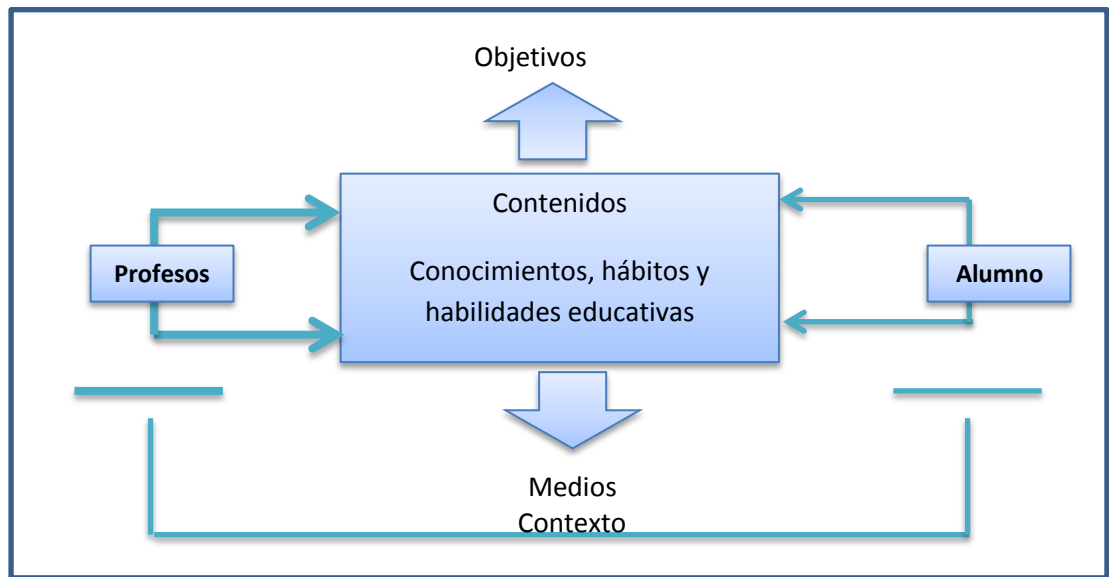 Objetivos
Contenidos
Conocimientos, hábitos y
habilidades educativas
Profesos
Alumno
Medios
Contexto